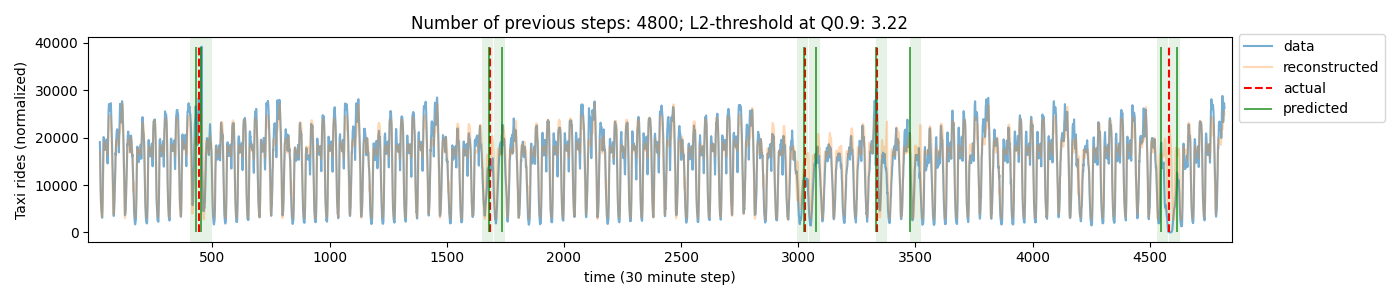 Number of previous steps: 4800; L2-threshold at Q0.9: 3.22
Taxi rides (normalized)
40000
30000
20000
10000
0
500
1000
1500
2000
2500
3000
3500
4000
4500
time (30 minute step)
data
reconstructed
actual
predicted